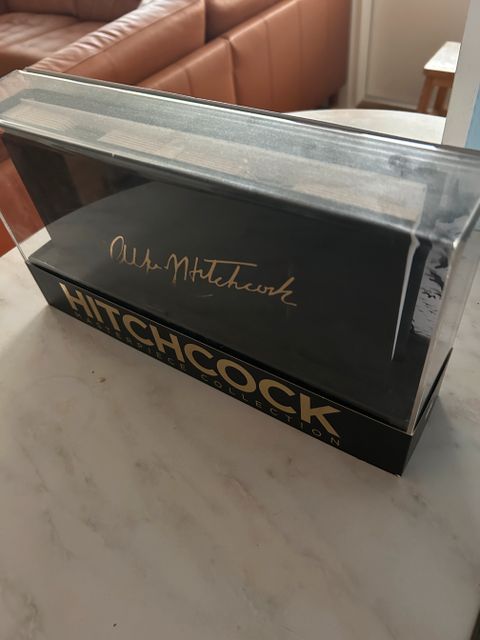 Alfred Hitchcock
HITCHCOCK
MASTERPIECE COLLECTION